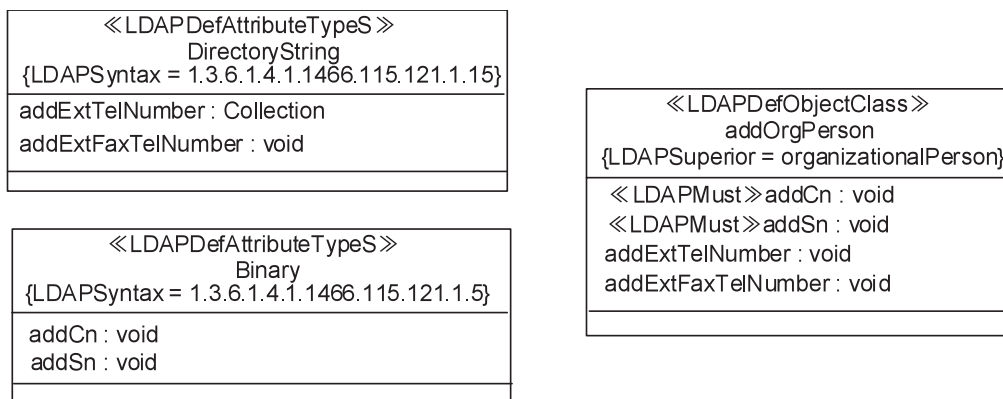 ≪LDAPDefAttributeTypeS≫
DirectoryString
{LDAPSyntax = 1.3.6.1.4.1.1466.115.121.1.15}
addExtTelNumber : Collection
addExtFaxTelNumber : void
≪LDAPDefAttributeTypeS≫
Binary
{LDAPSyntax = 1.3.6.1.4.1.1466.115.121.1.5}
addCn : void
addSn : void
≪LDAPDefObjectClass≫
addOrgPerson
{LDAPSuperior = organizationalPerson}
≪LDAPMust≫addCn : void
≪LDAPMust≫addSn : void
addExtTelNumber : void
addExtFaxTelNumber : void